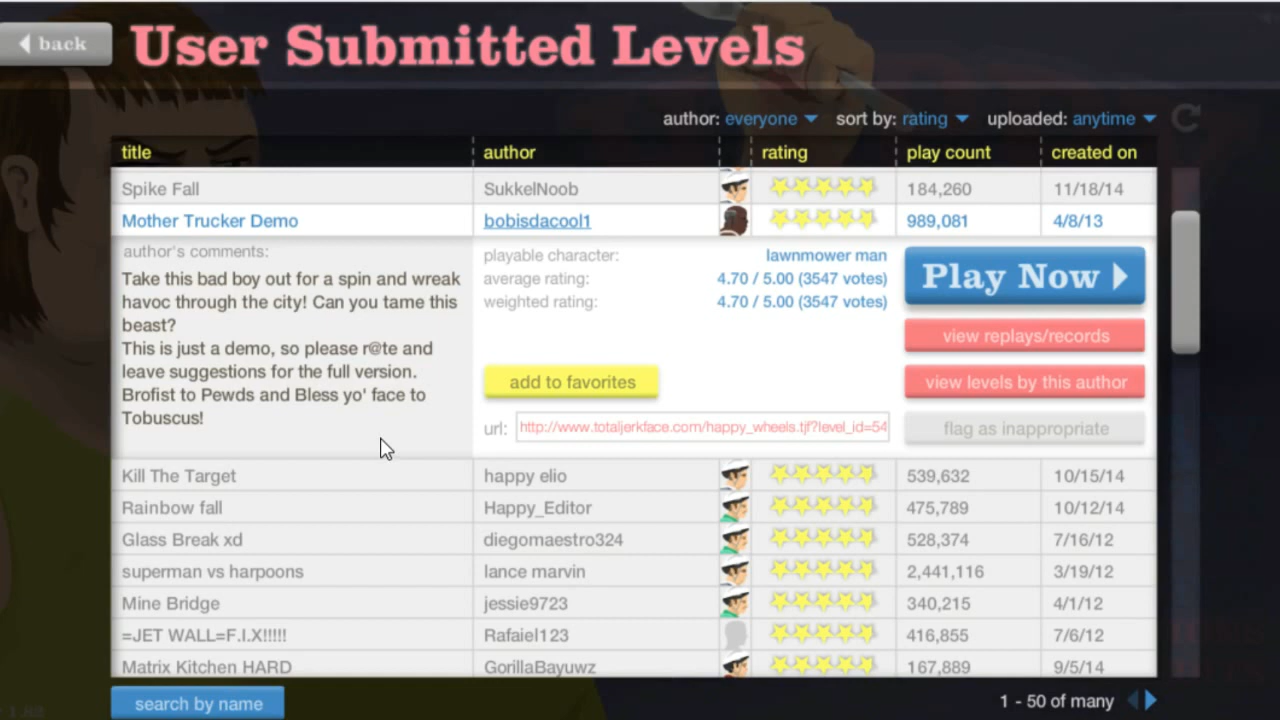 back
User Submitted Levels
author: everyone sort by: rating uploaded: anytime
title author rating play count created on
Spike Fall SukkelNoob 184,260 11/18/14
Mother Trucker Demo bobisdacool1 989,081 4/8/13
author's comments:
Take this bad boy out for a spin and wreak
havoc through the city! Can you tame this
beast?
This is just a demo, so please r@te and
leave suggestions for the full version.
Brofist to Pewds and Bless yo' face to
Tobuscus!
playable character: lawnmower man
average rating: 4.70 / 5.00 (3547 votes)
weighted rating: 4.70 / 5.00 (3547 votes)
add to favorites
url: http://www.totaljerkface.com/happy_wheels.tjf?level_id=54
Play Now
view replays/records
view levels by this author
flag as inappropriate
Kill The Target happy elio 539,632 10/15/14
Rainbow fall Happy_Editor 475,789 10/12/14
Glass Break xd diegomaestro324 528,374 7/16/12
superman vs harpoons lance marvin 2,441,116 3/19/12
Mine Bridge jessie9723 340,215 4/1/12
=JET WALL=F.I.X!!!!! Rafaiel123 416,855 7/6/12
Matrix Kitchen HARD GorillaBayuwz 167,889 9/5/14
search by name
1 - 50 of many